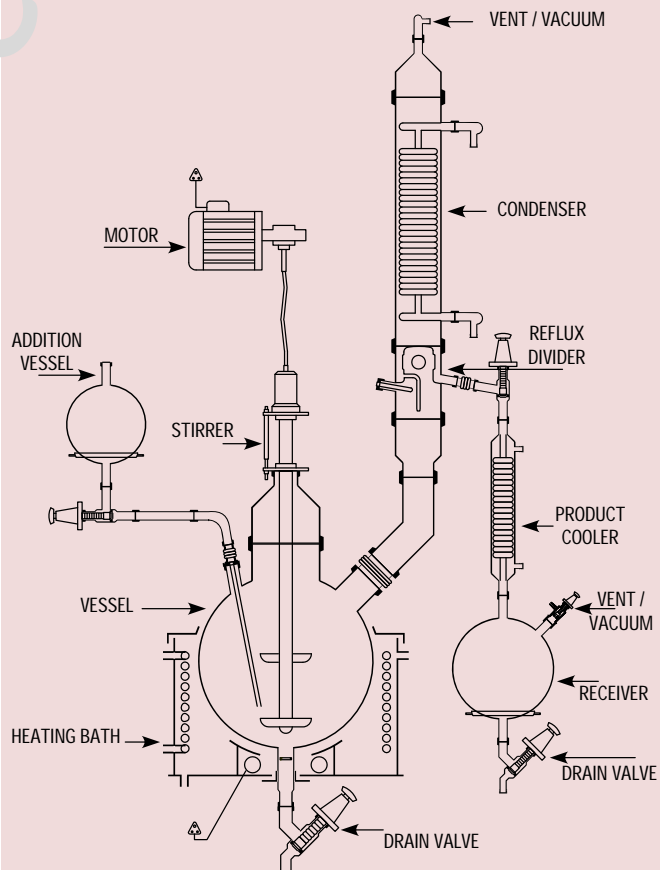 VENT / VACUUM
CONDENSER
MOTOR
REFLUX
DIVIDER
ADDITION
VESSEL
STIRRER
PRODUCT
COOLER
VESSEL
VENT /
VACUUM
RECEIVER
HEATING BATH
DRAIN VALVE
DRAIN VALVE